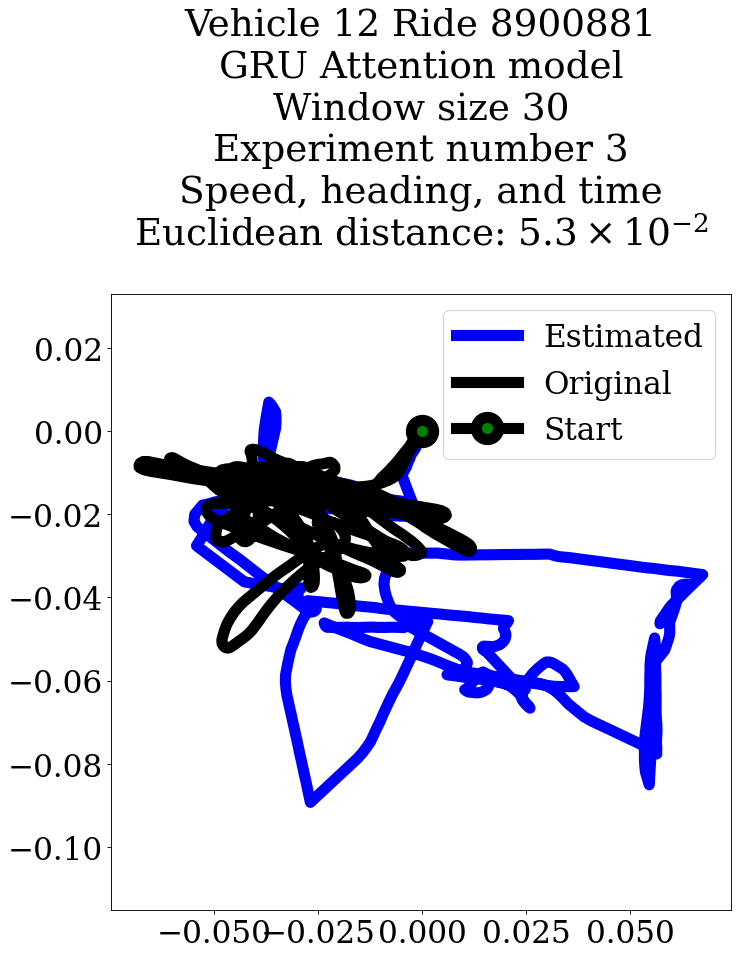 Vehicle 12 Ride 8900881
GRU Attention model
Window size 30
Experiment number 3
Speed, heading, and time
Euclidean distance: 5.3 × 10⁻²
Estimated
Original
Start
0.02
0.00
−0.02
−0.04
−0.06
−0.08
−0.10
−0.050 −0.025 0.000 0.025 0.050